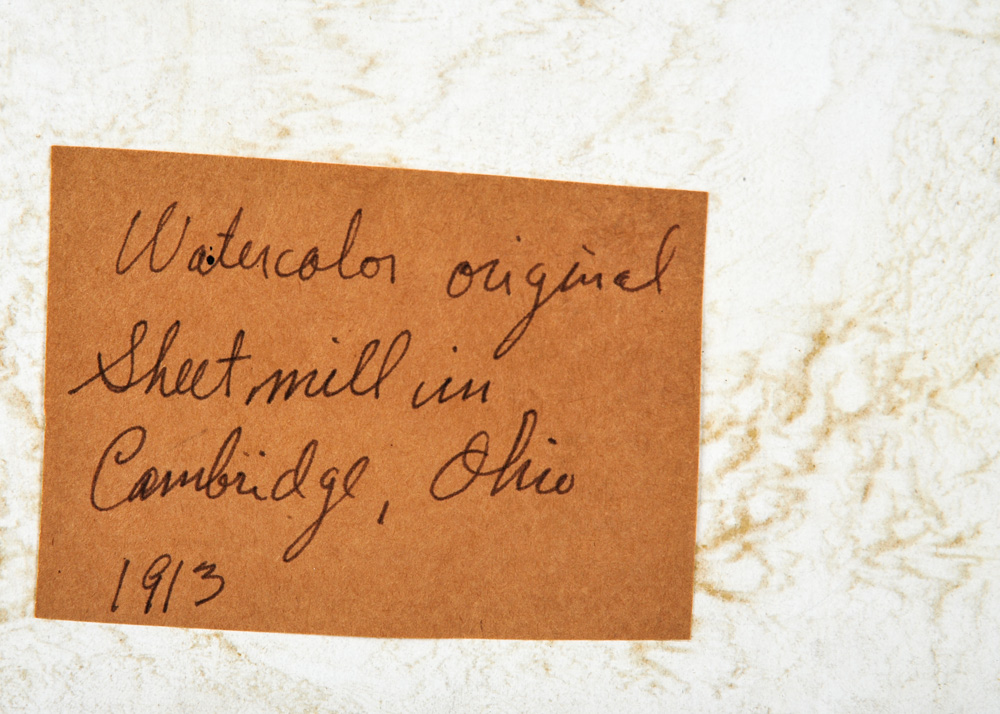 Watercolor original
Sheet mill in
Cambridge, Ohio
1913